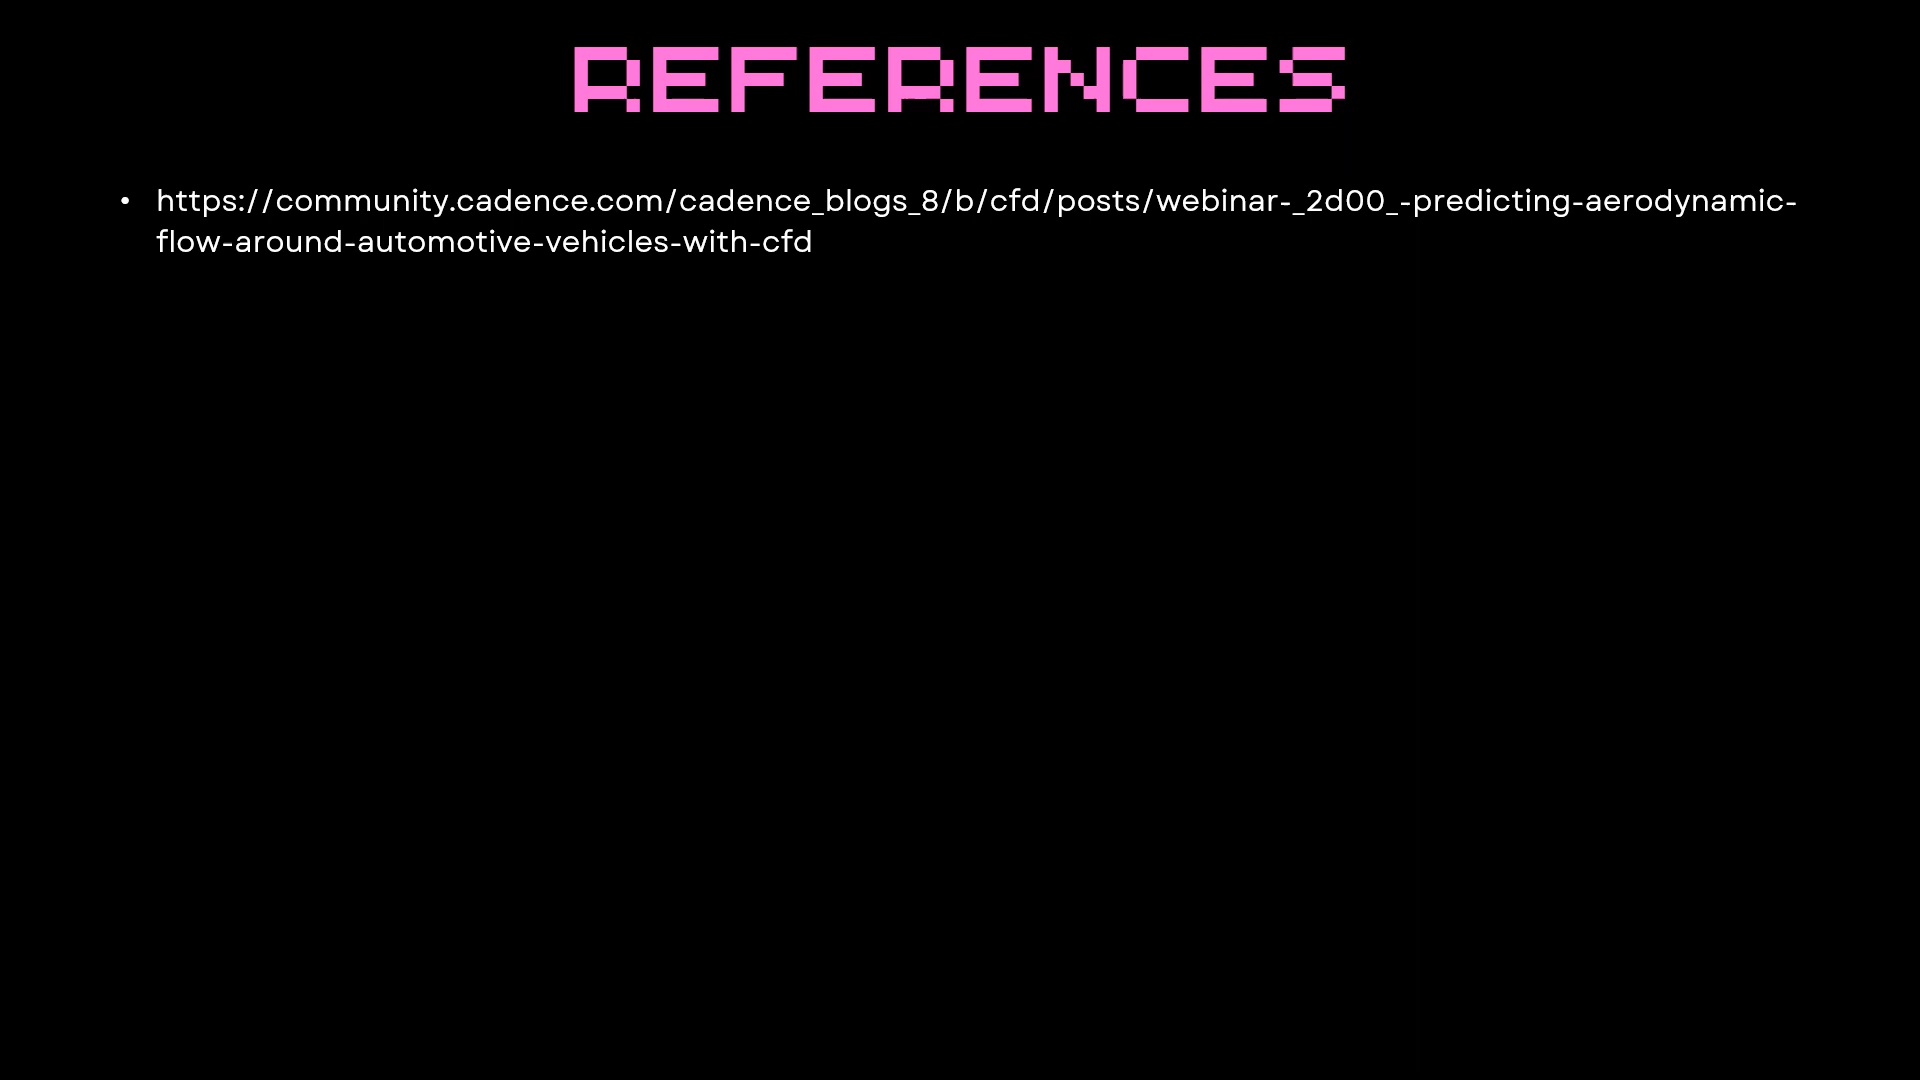 REFERENCES
• https://community.cadence.com/cadence_blogs_8/b/cfd/posts/webinar-_2d00_-predicting-aerodynamic-
flow-around-automotive-vehicles-with-cfd